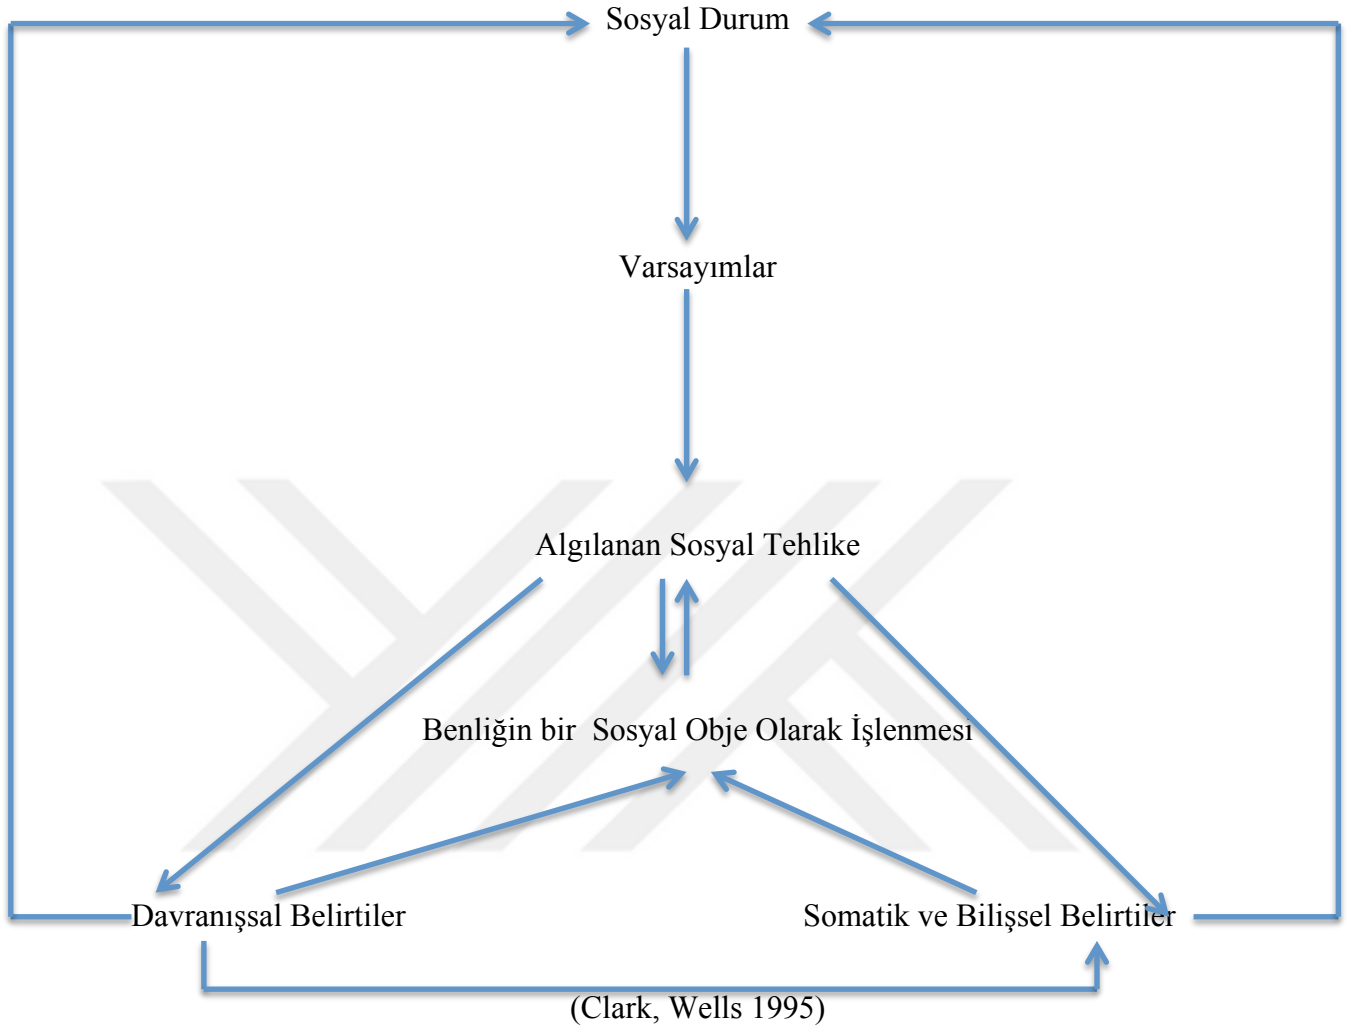 Sosyal Durum
Varsayımlar
Algılanan Sosyal Tehlike
Benliğin bir  Sosyal Obje Olarak İşlenmesi
Davranışsal Belirtiler
Somatik ve Bilişsel Belirtiler
(Clark, Wells 1995)